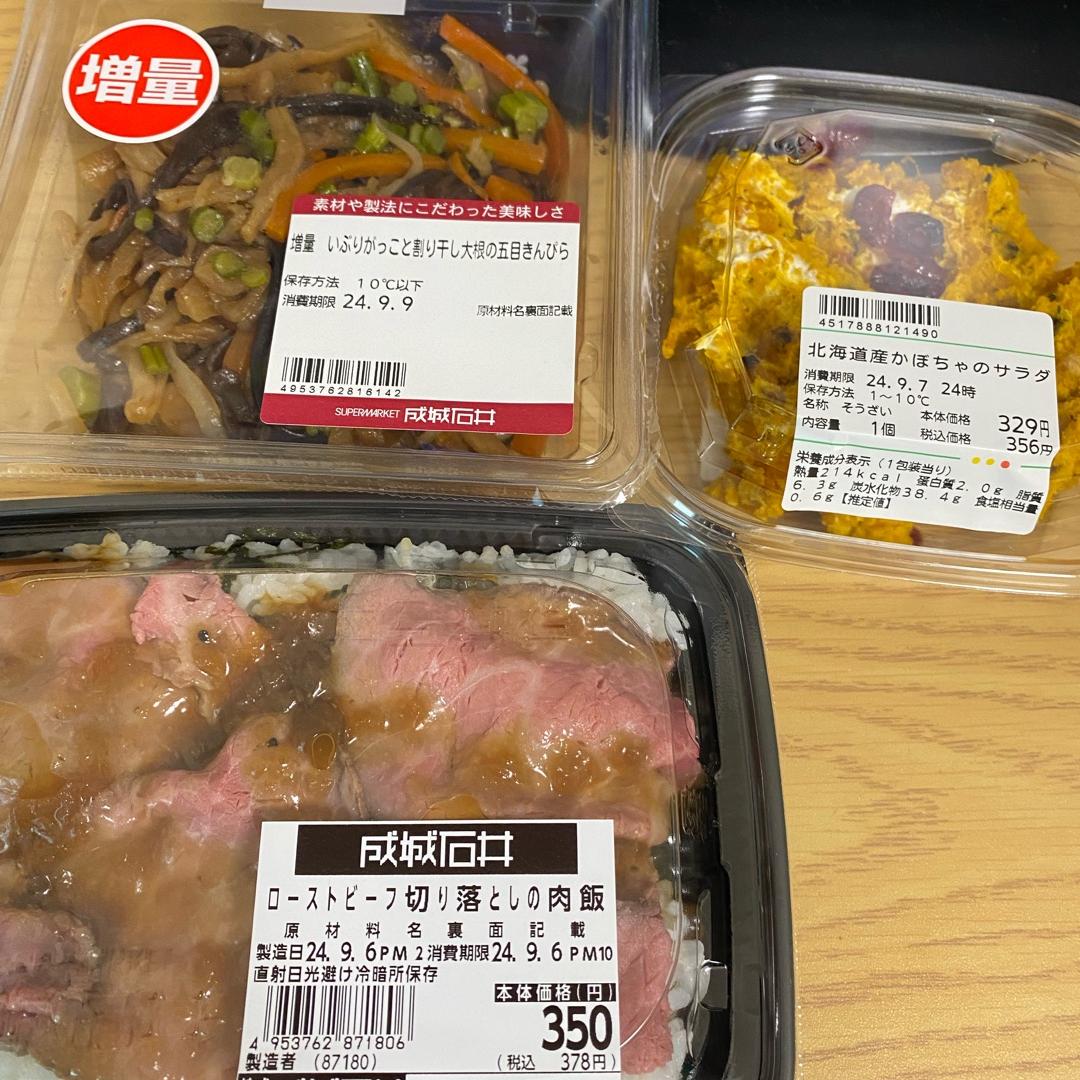 増量
素材や製法にこだわった美味しさ
増量 いぶりがっこと割り干し大根の五目きんぴら
保存方法 10℃以下
消費期限 24.9.9
原材料名裏面記載
4953762816142
SUPERMARKET 成城石井
4517888121490
北海道産かぼちゃのサラダ
消費期限 24.9.7 24時
保存方法 1～10℃
名称 そうざい 本体価格 329円
内容量 1個 税込価格 356円
栄養成分表示(1包装当り)
熱量214kcal 蛋白質2.0g 脂質
6.3g 炭水化物38.4g 食塩相当量
0.6g【推定値】
成城石井
ローストビーフ切り落としの肉飯
原材料名裏面記載
製造日24.9.6PM2消費期限24.9.6PM10
直射日光避け冷暗所保存
本体価格(円)
350
4953762871806
製造者 (87180) (税込 378円)